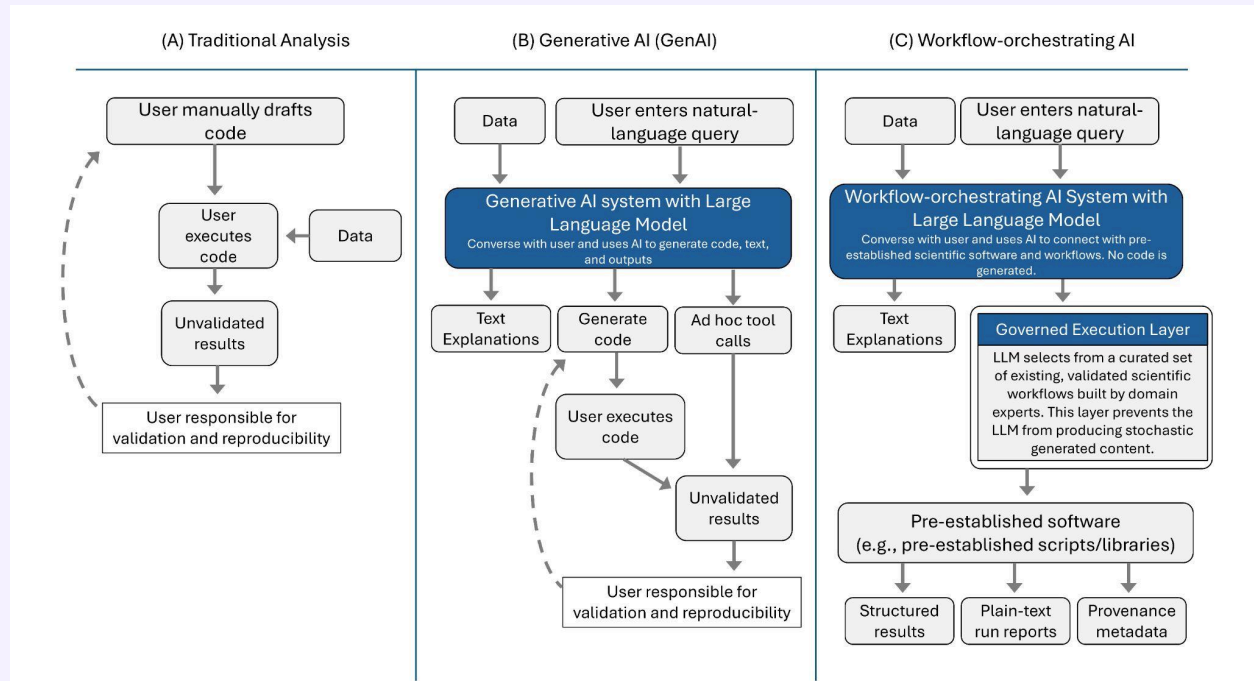 (A) Traditional Analysis
User manually drafts
code
User
executes
code
Data
Unvalidated
results
User responsible for
validation and reproducibility
(B) Generative AI (GenAI)
Data
User enters natural-
language query
Generative AI system with Large
Language Model
Converse with user and uses AI to generate code, text,
and outputs
Text
Explanations
Generate
code
Ad hoc tool
calls
User executes
code
Unvalidated
results
User responsible for
validation and reproducibility
(C) Workflow-orchestrating AI
Data
User enters natural-
language query
Workflow-orchestrating AI System with
Large Language Model
Converse with user and uses AI to connect with pre-
established scientific software and workflows. No code is
generated.
Text
Explanations
Governed Execution Layer
LLM selects from a curated set
of existing, validated scientific
workflows built by domain
experts. This layer prevents the
LLM from producing stochastic
generated content.
Pre-established software
(e.g., pre-established scripts/libraries)
Structured
results
Plain-text
run reports
Provenance
metadata